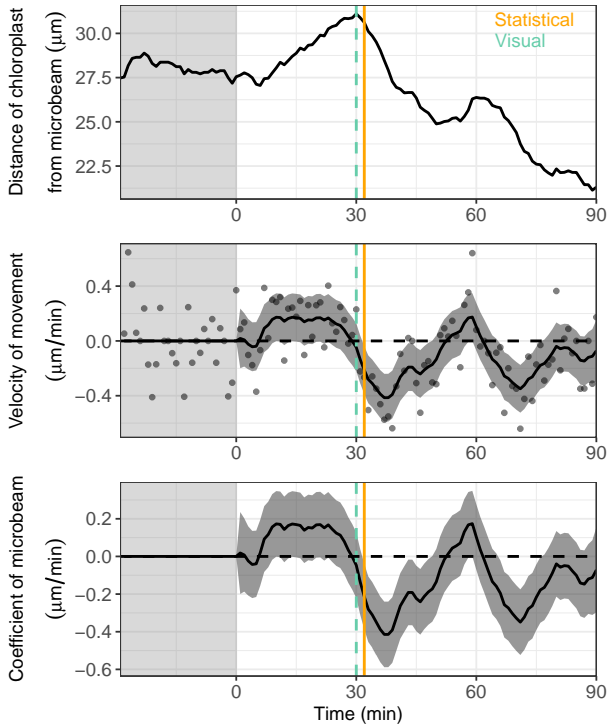 Distance of chloroplast
from microbeam (μm)
30.0
27.5
25.0
22.5
Statistical
Visual
0
30
60
90
Velocity of movement
(μm/min)
0.4
0.0
−0.4
0
30
60
90
Coefficient of microbeam
(μm/min)
0.2
0.0
−0.2
−0.4
−0.6
0
30
60
90
Time (min)